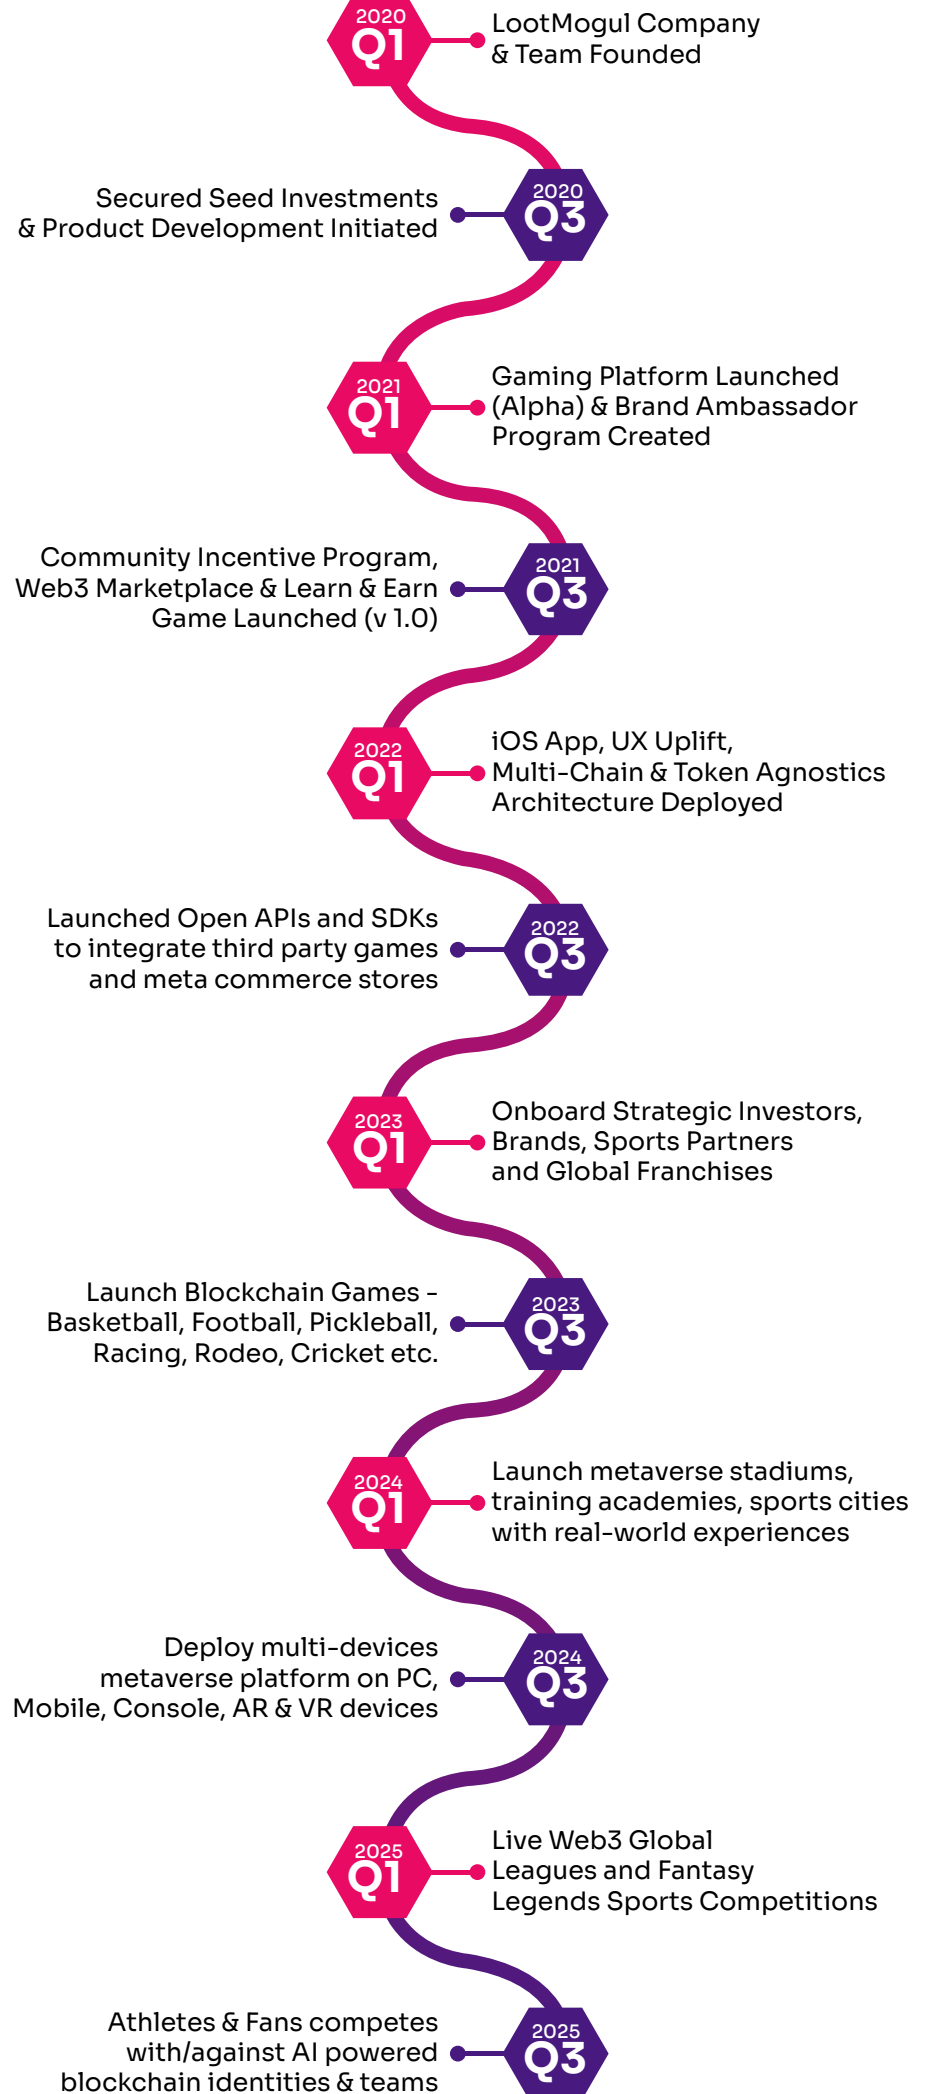 2020
Q1
LootMogul Company
& Team Founded
2020
Q3
Secured Seed Investments
& Product Development Initiated
2021
Q1
Gaming Platform Launched
(Alpha) & Brand Ambassador
Program Created
2021
Q3
Community Incentive Program,
Web3 Marketplace & Learn & Earn
Game Launched (v 1.0)
2022
Q1
iOS App, UX Uplift,
Multi-Chain & Token Agnostics
Architecture Deployed
2022
Q3
Launched Open APIs and SDKs
to integrate third party games
and meta commerce stores
2023
Q1
Onboard Strategic Investors,
Brands, Sports Partners
and Global Franchises
2023
Q3
Launch Blockchain Games -
Basketball, Football, Pickleball,
Racing, Rodeo, Cricket etc.
2024
Q1
Launch metaverse stadiums,
training academies, sports cities
with real-world experiences
2024
Q3
Deploy multi-devices
metaverse platform on PC,
Mobile, Console, AR & VR devices
2025
Q1
Live Web3 Global
Leagues and Fantasy
Legends Sports Competitions
2025
Q3
Athletes & Fans competes
with/against AI powered
blockchain identities & teams